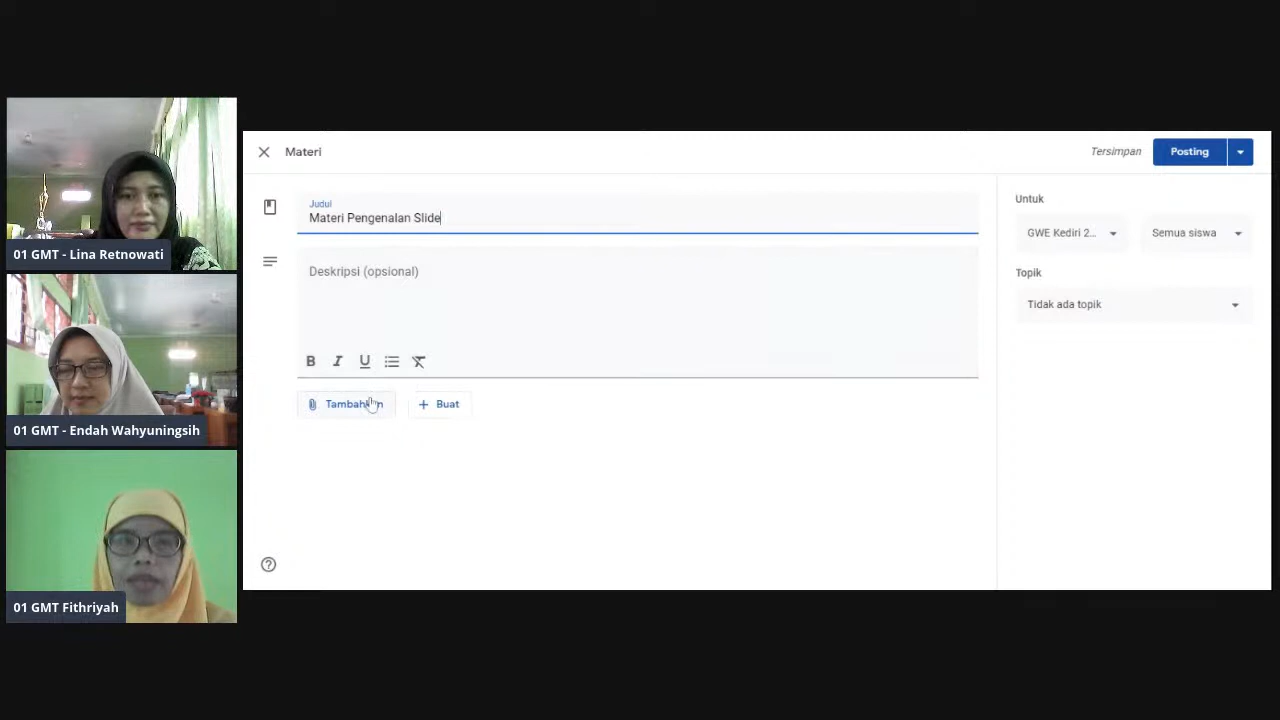 01 GMT - Lina Retnowati
01 GMT - Endah Wahyuningsih
01 GMT Fithriyah
Materi
Tersimpan
Posting
Judul
Materi Pengenalan Slide
Deskripsi (opsional)
B I U
Tambahkan
+ Buat
Untuk
GWE Kediri 2...
Semua siswa
Topik
Tidak ada topik